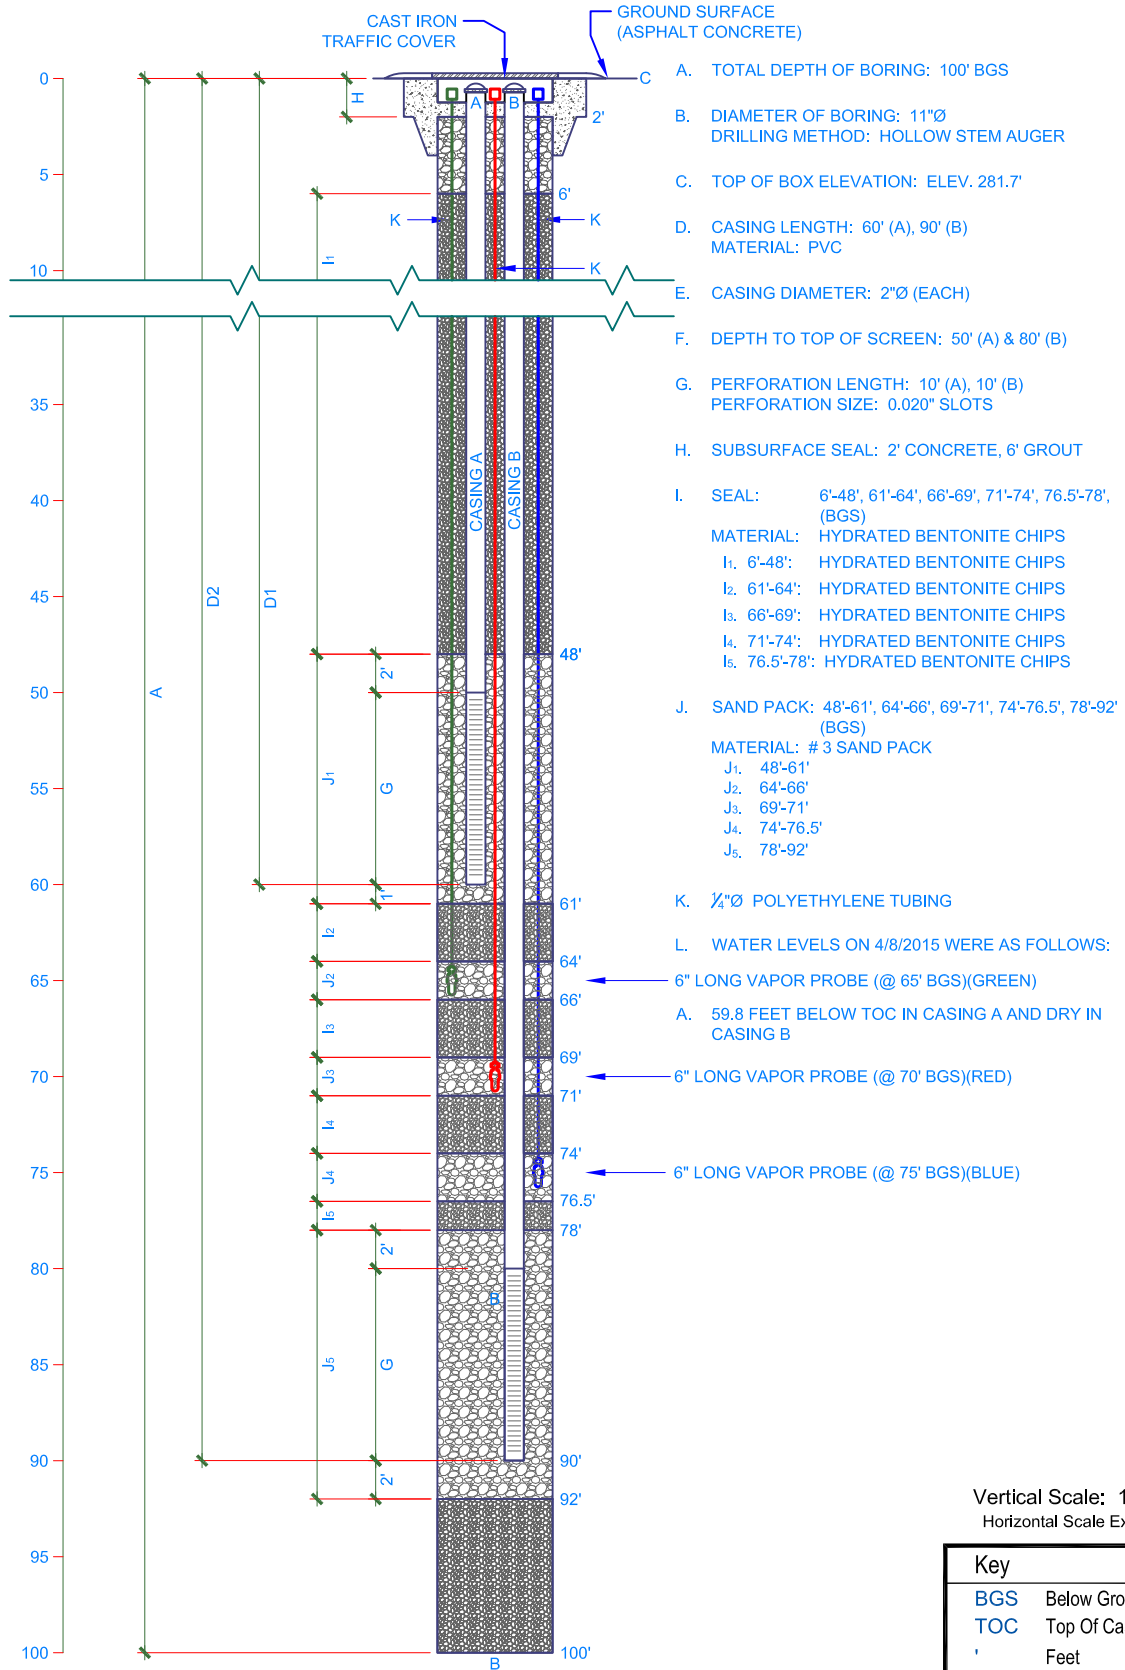 CAST IRON
TRAFFIC COVER
GROUND SURFACE
(ASPHALT CONCRETE)
0
5
10
35
40
45
50
55
60
65
70
75
80
85
90
95
100
A
D2
D1
H
I1
J1
I2
J2
I3
J3
I4
J4
I5
J5
2'
G
1'
2'
G
2'
A
B
C
2'
6'
K
K
K
CASING A
CASING B
48'
61'
64'
66'
69'
71'
74'
76.5'
78'
B
90'
92'
100'
B
A. TOTAL DEPTH OF BORING: 100' BGS
B. DIAMETER OF BORING: 11"Ø
DRILLING METHOD: HOLLOW STEM AUGER
C. TOP OF BOX ELEVATION: ELEV. 281.7'
D. CASING LENGTH: 60' (A), 90' (B)
MATERIAL: PVC
E. CASING DIAMETER: 2"Ø (EACH)
F. DEPTH TO TOP OF SCREEN: 50' (A) & 80' (B)
G. PERFORATION LENGTH: 10' (A), 10' (B)
PERFORATION SIZE: 0.020" SLOTS
H. SUBSURFACE SEAL: 2' CONCRETE, 6' GROUT
I. SEAL: 6'-48', 61'-64', 66'-69', 71'-74', 76.5'-78',
(BGS)
MATERIAL: HYDRATED BENTONITE CHIPS
I1. 6'-48': HYDRATED BENTONITE CHIPS
I2. 61'-64': HYDRATED BENTONITE CHIPS
I3. 66'-69': HYDRATED BENTONITE CHIPS
I4. 71'-74': HYDRATED BENTONITE CHIPS
I5. 76.5'-78': HYDRATED BENTONITE CHIPS
J. SAND PACK: 48'-61', 64'-66', 69'-71', 74'-76.5', 78'-92'
(BGS)
MATERIAL: # 3 SAND PACK
J1. 48'-61'
J2. 64'-66'
J3. 69'-71'
J4. 74'-76.5'
J5. 78'-92'
K. ¼"Ø POLYETHYLENE TUBING
L. WATER LEVELS ON 4/8/2015 WERE AS FOLLOWS:
6" LONG VAPOR PROBE (@ 65' BGS)(GREEN)
A. 59.8 FEET BELOW TOC IN CASING A AND DRY IN
CASING B
6" LONG VAPOR PROBE (@ 70' BGS)(RED)
6" LONG VAPOR PROBE (@ 75' BGS)(BLUE)
Vertical Scale: 1
Horizontal Scale Ex
Key
BGS Below Gro
TOC Top Of Ca
' Feet